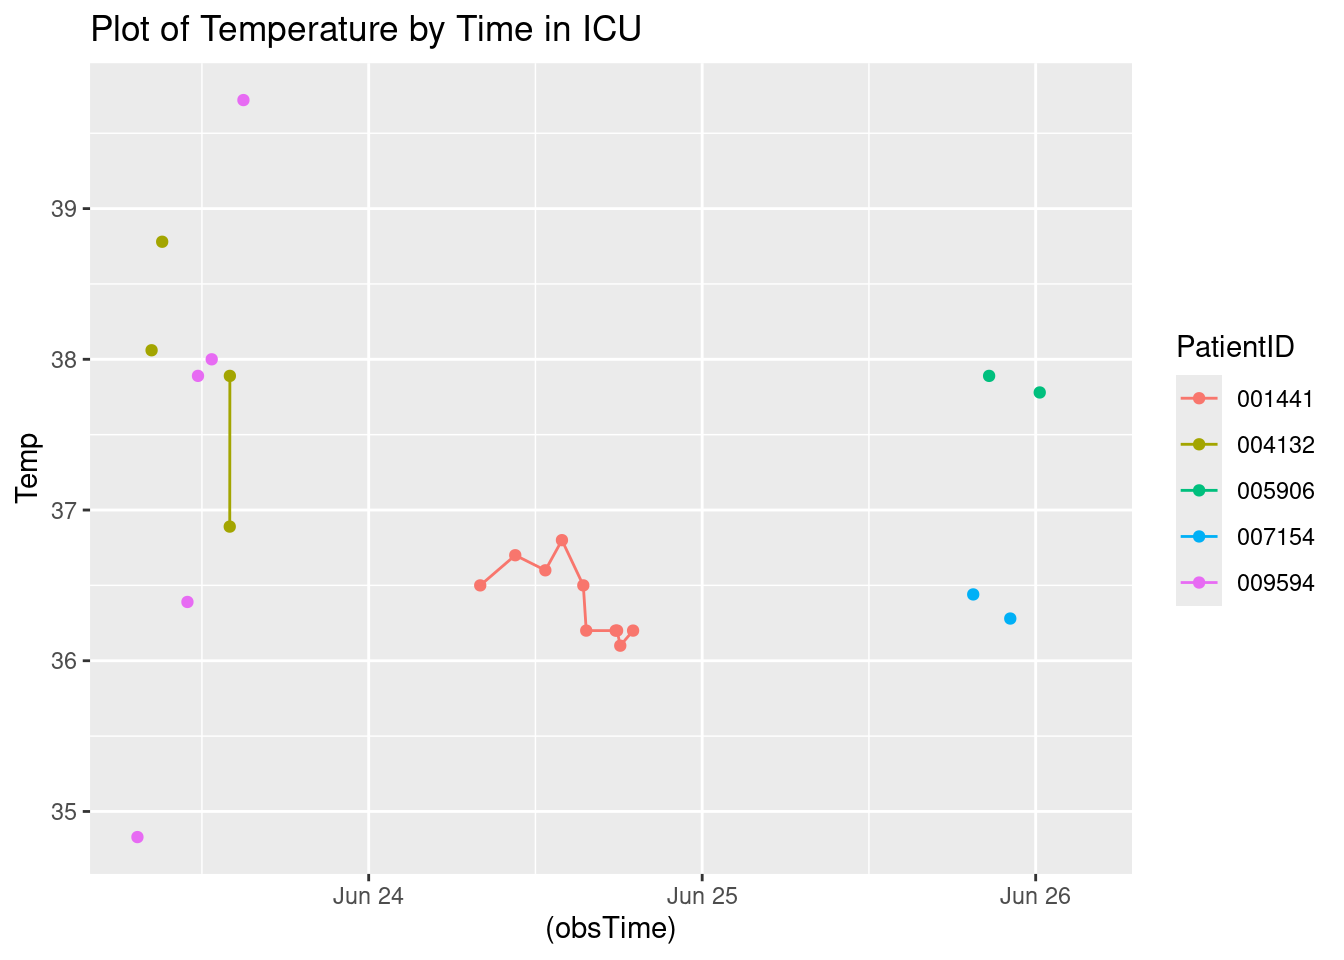 Plot of Temperature by Time in ICU
39
38
37
36
35
Temp
Jun 24
Jun 25
Jun 26
(obsTime)
PatientID
001441
004132
005906
007154
009594